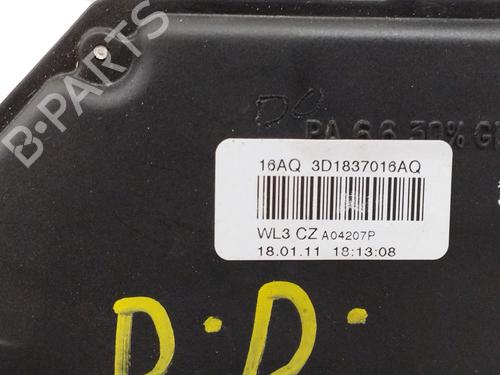 B-PARTS
PA 6.6 30% G
16AQ 3D1837016AQ
WL3 CZ A04207P
18.01.11 18:13:08
D.D.